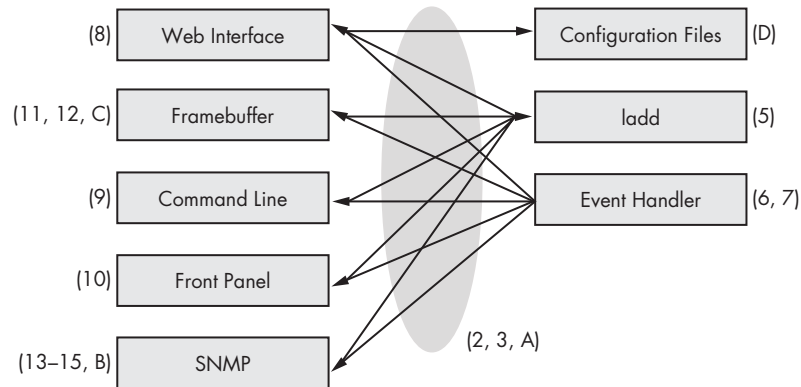 (8) Web Interface Configuration Files (D)
(11, 12, C) Framebuffer ladd (5)
(9) Command Line Event Handler (6, 7)
(10) Front Panel
(2, 3, A)
(13–15, B) SNMP